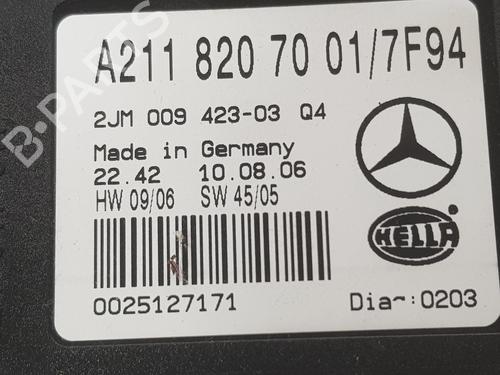 A211 820 70 01/7F94
2JM 009 423-03 Q4
Made in Germany
22.42 10.08.06
HW 09/06 SW 45/05
HELLA
0025127171 Dia~:0203
B-PARTS